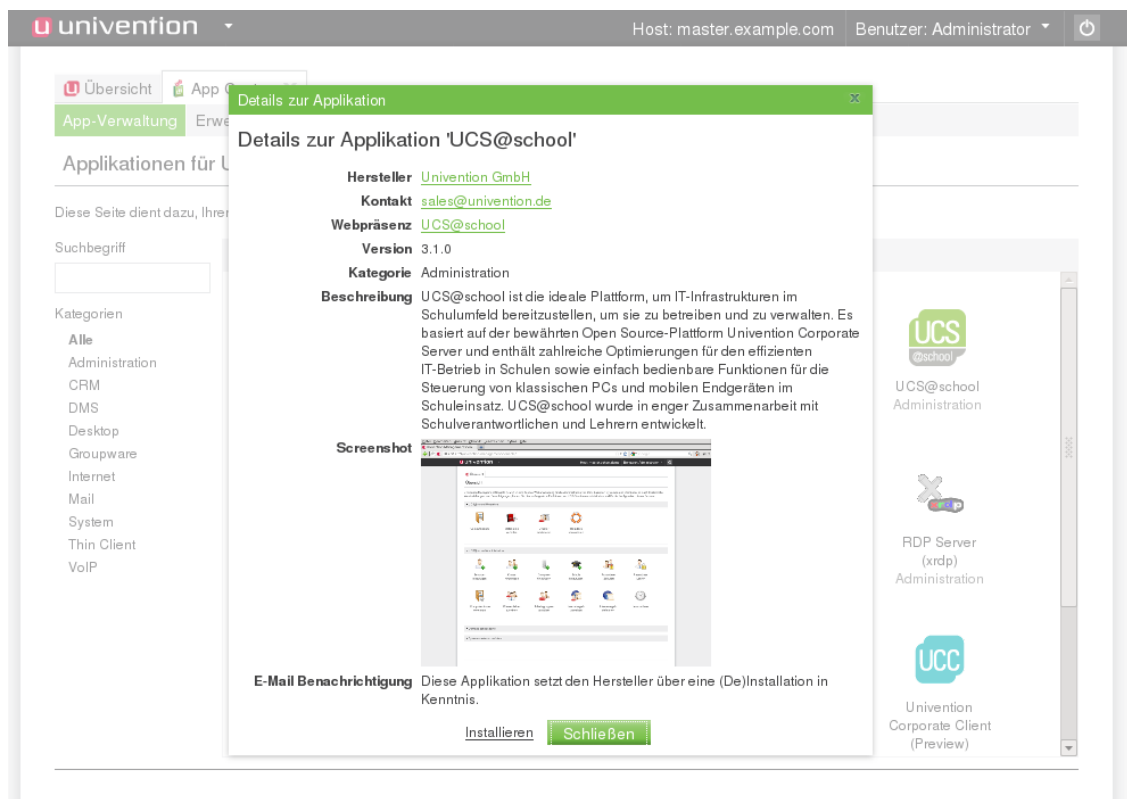 univention
Host: master.example.com
Benutzer: Administrator
Übersicht
App
App-Verwaltung
Details zur Applikation
Details zur Applikation 'UCS@school'
Applikationen für
Hersteller Univention GmbH
Kontakt sales@univention.de
Webpräsenz UCS@school
Version 3.1.0
Kategorie Administration
Beschreibung UCS@school ist die ideale Plattform, um IT-Infrastrukturen im
Schulumfeld bereitzustellen, um sie zu betreiben und zu verwalten. Es
basiert auf der bewährten Open Source-Plattform Univention Corporate
Server und enthält zahlreiche Optimierungen für den effizienten
IT-Betrieb in Schulen sowie einfach bedienbare Funktionen für die
Steuerung von klassischen PCs und mobilen Endgeräten im
Schuleinsatz. UCS@school wurde in enger Zusammenarbeit mit
Schulverantwortlichen und Lehrern entwickelt.
Screenshot
univention
E-Mail Benachrichtigung Diese Applikation setzt den Hersteller über eine (De)Installation in
Kenntnis.
Installieren
Schließen
Diese Seite dient dazu, Ihrer
Suchbegriff
Kategorien
Alle
Administration
CRM
DMS
Desktop
Groupware
Internet
Mail
System
Thin Client
VoIP
UCS
@school
UCS@school
Administration
xrdp
RDP Server
(xrdp)
Administration
UCC
Univention
Corporate Client
(Preview)